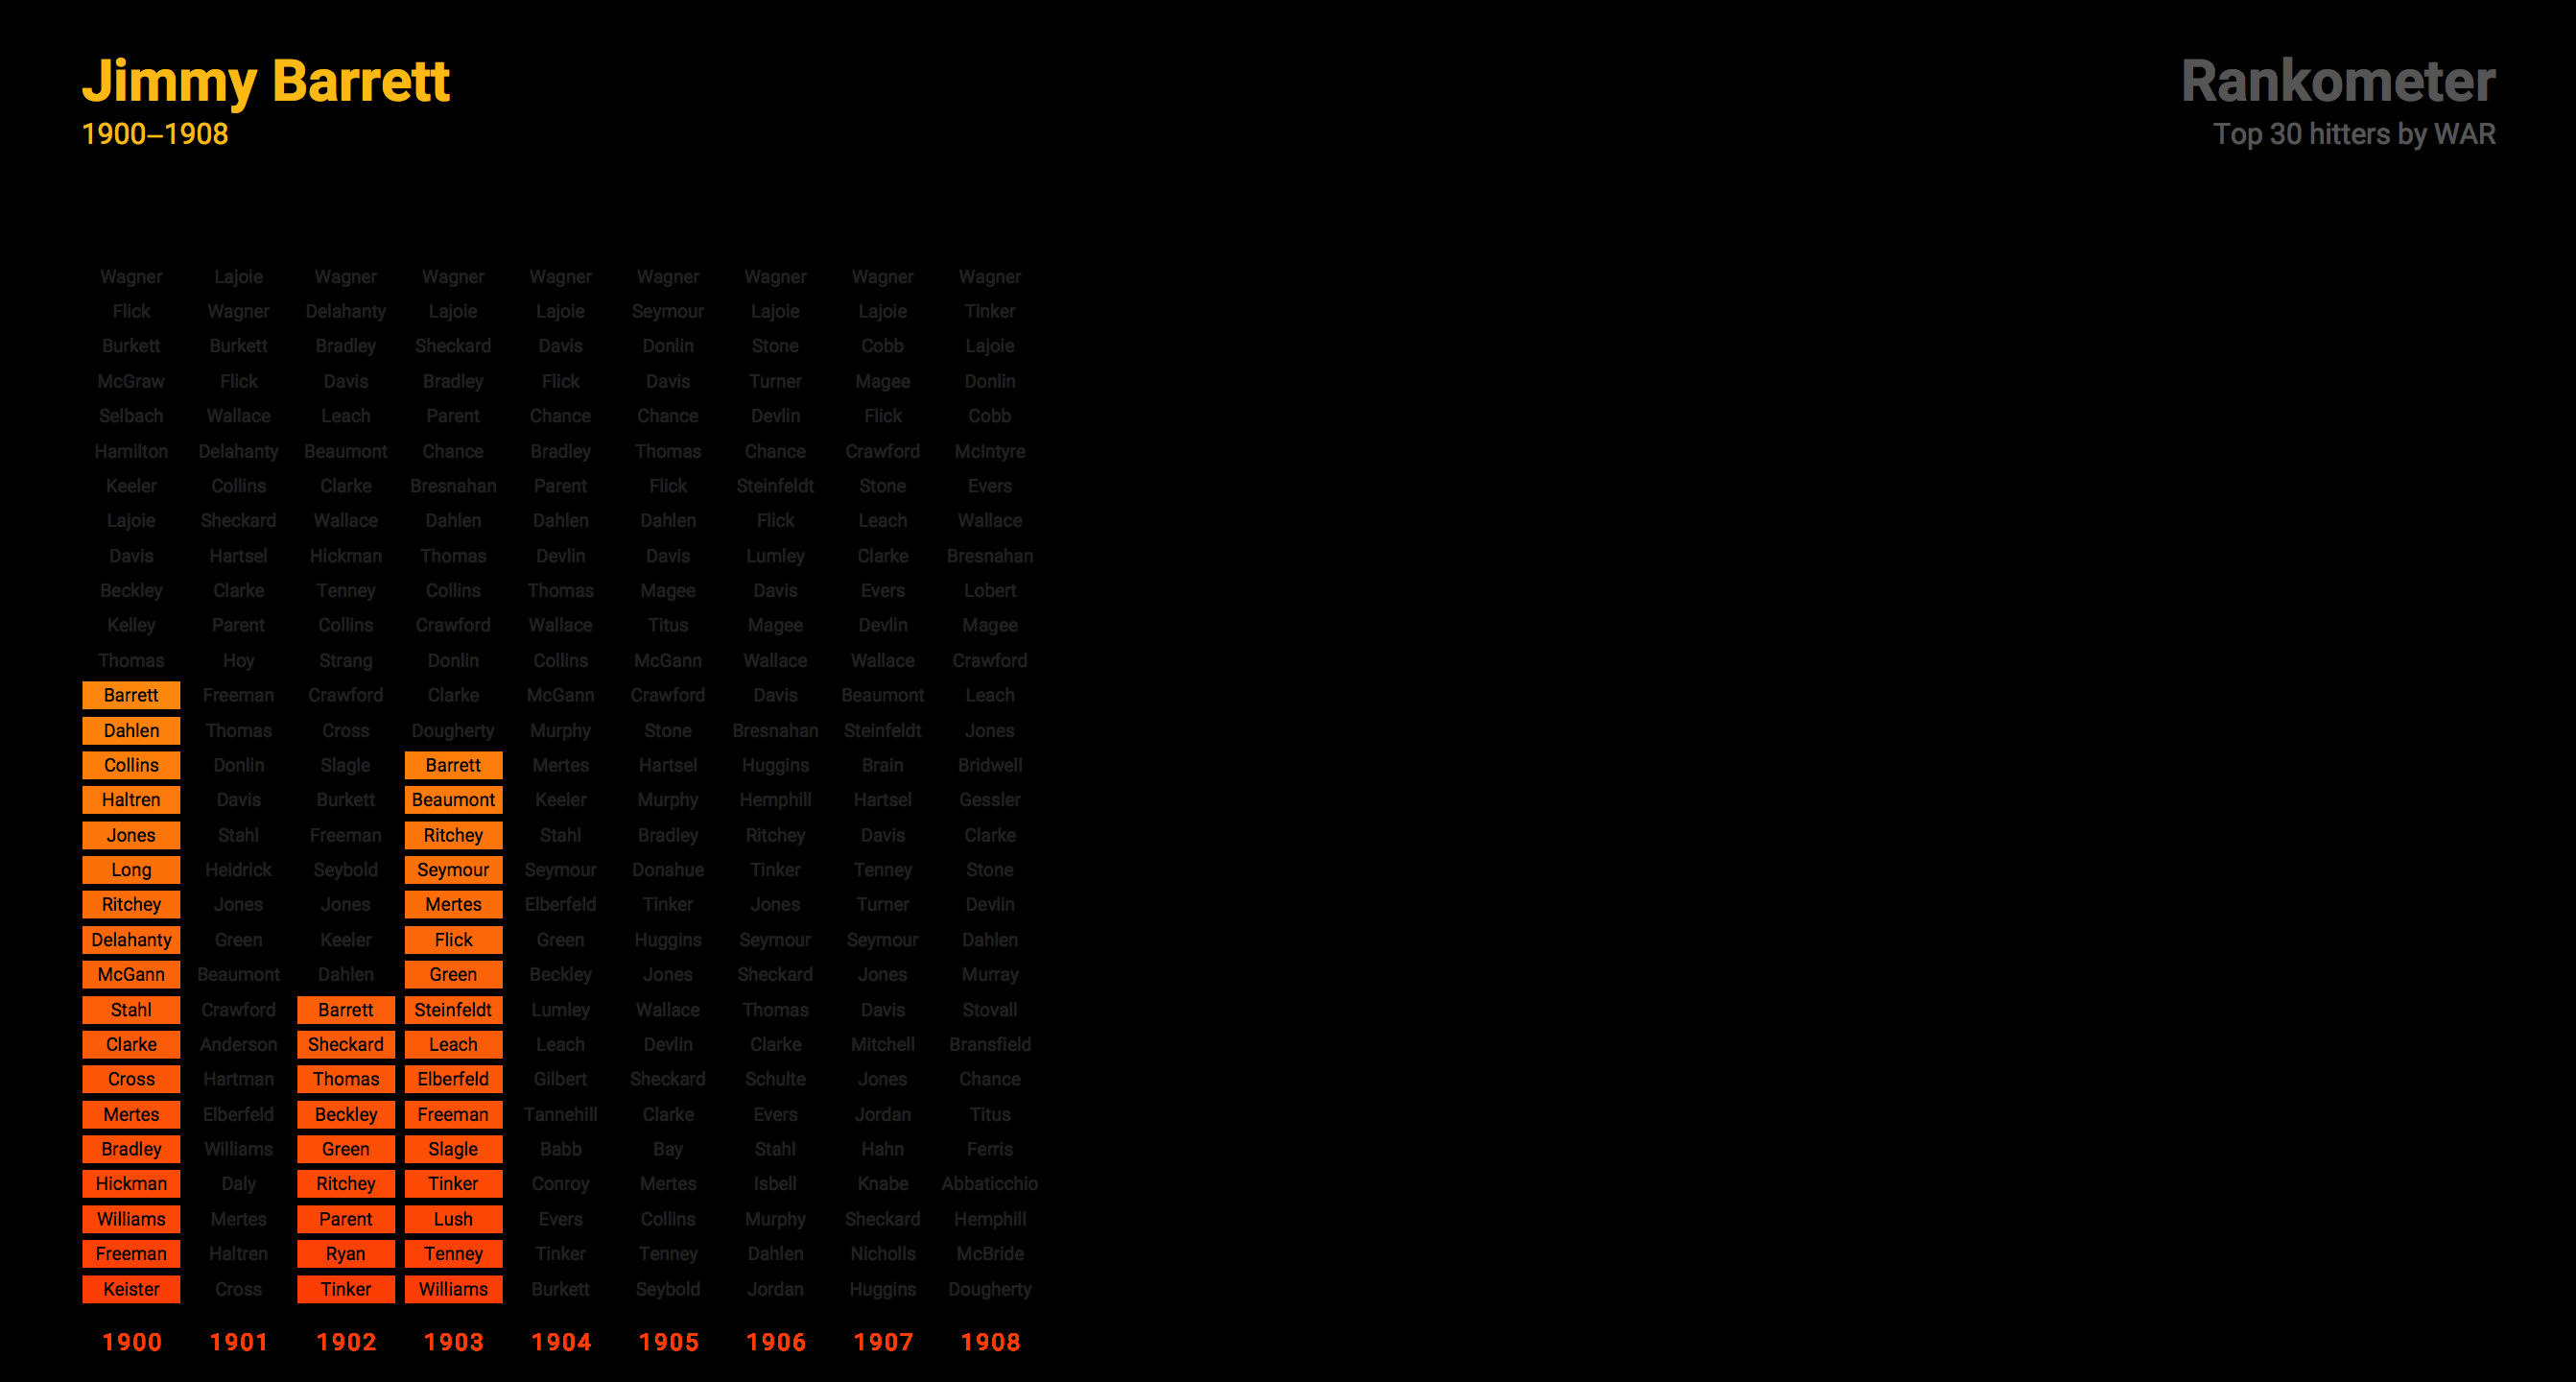 Jimmy Barrett
1900–1908
Rankometer
Top 30 hitters by WAR
Wagner Lajoie Wagner Wagner Wagner Wagner Wagner Wagner Wagner
Flick Wagner Delahanty Lajoie Lajoie Seymour Lajoie Lajoie Tinker
Burkett Burkett Bradley Sheckard Davis Donlin Stone Cobb Lajoie
McGraw Flick Davis Bradley Flick Davis Turner Magee Donlin
Selbach Wallace Leach Parent Chance Chance Devlin Flick Cobb
Hamilton Delahanty Beaumont Chance Bradley Thomas Chance Crawford McIntyre
Keeler Collins Clarke Bresnahan Parent Flick Steinfeldt Stone Evers
Lajoie Sheckard Wallace Dahlen Dahlen Dahlen Flick Leach Wallace
Davis Hartsel Hickman Thomas Devlin Davis Lumley Clarke Bresnahan
Beckley Clarke Tenney Collins Thomas Magee Davis Evers Lobert
Kelley Parent Collins Crawford Wallace Titus Magee Devlin Magee
Thomas Hoy Strang Donlin Collins McGann Wallace Wallace Crawford
Barrett Freeman Crawford Clarke McGann Crawford Davis Beaumont Leach
Dahlen Thomas Cross Dougherty Murphy Stone Bresnahan Steinfeldt Jones
Collins Donlin Slagle Barrett Mertes Hartsel Huggins Brain Bridwell
Haltren Davis Burkett Beaumont Keeler Murphy Hemphill Hartsel Gessler
Jones Stahl Freeman Ritchey Stahl Bradley Ritchey Davis Clarke
Long Heidrick Seybold Seymour Seymour Donahue Tinker Tenney Stone
Ritchey Jones Jones Mertes Elberfeld Tinker Jones Turner Devlin
Delahanty Green Keeler Flick Green Huggins Seymour Seymour Dahlen
McGann Beaumont Dahlen Green Beckley Jones Sheckard Jones Murray
Stahl Crawford Barrett Steinfeldt Lumley Wallace Thomas Davis Stovall
Clarke Anderson Sheckard Leach Leach Devlin Clarke Mitchell Bransfield
Cross Hartman Thomas Elberfeld Gilbert Sheckard Schulte Jones Chance
Mertes Elberfeld Beckley Freeman Tannehill Clarke Evers Jordan Titus
Bradley Williams Green Slagle Babb Bay Stahl Hahn Ferris
Hickman Daly Ritchey Tinker Conroy Mertes Isbell Knabe Abbaticchio
Williams Mertes Parent Lush Evers Collins Murphy Sheckard Hemphill
Freeman Haltren Ryan Tenney Tinker Tenney Dahlen Nicholls McBride
Keister Cross Tinker Williams Burkett Seybold Jordan Huggins Dougherty
1900 1901 1902 1903 1904 1905 1906 1907 1908